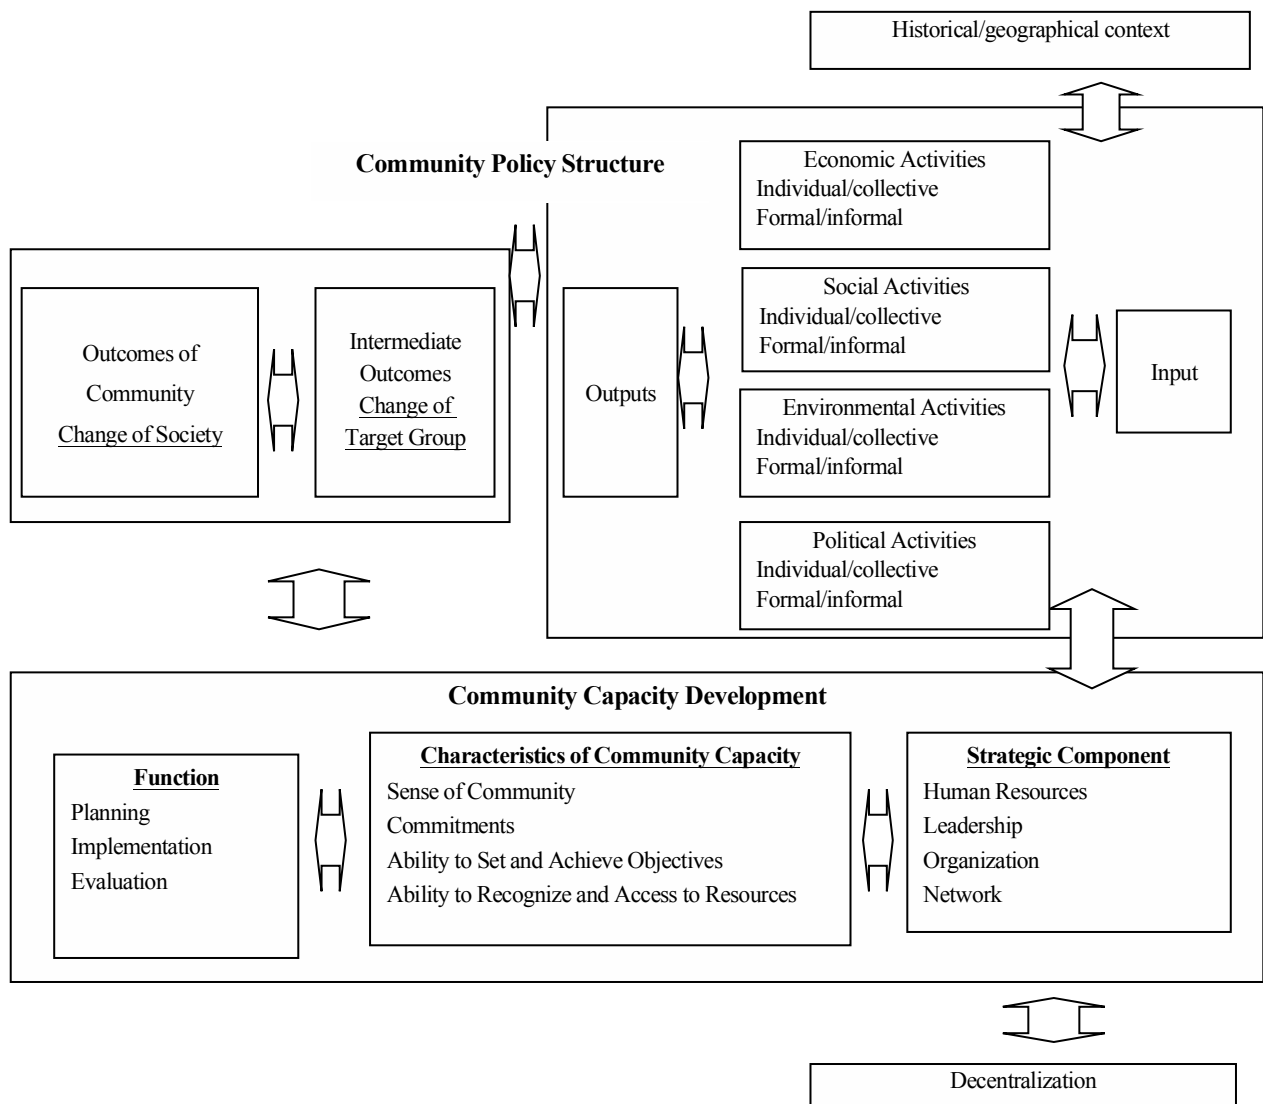 Historical/geographical context
Community Policy Structure
Economic Activities
Individual/collective
Formal/informal
Social Activities
Individual/collective
Formal/informal
Environmental Activities
Individual/collective
Formal/informal
Political Activities
Individual/collective
Formal/informal
Outcomes of
Community
Change of Society
Intermediate
Outcomes
Change of
Target Group
Outputs
Input
Community Capacity Development
Function
Planning
Implementation
Evaluation
Characteristics of Community Capacity
Sense of Community
Commitments
Ability to Set and Achieve Objectives
Ability to Recognize and Access to Resources
Strategic Component
Human Resources
Leadership
Organization
Network
Decentralization